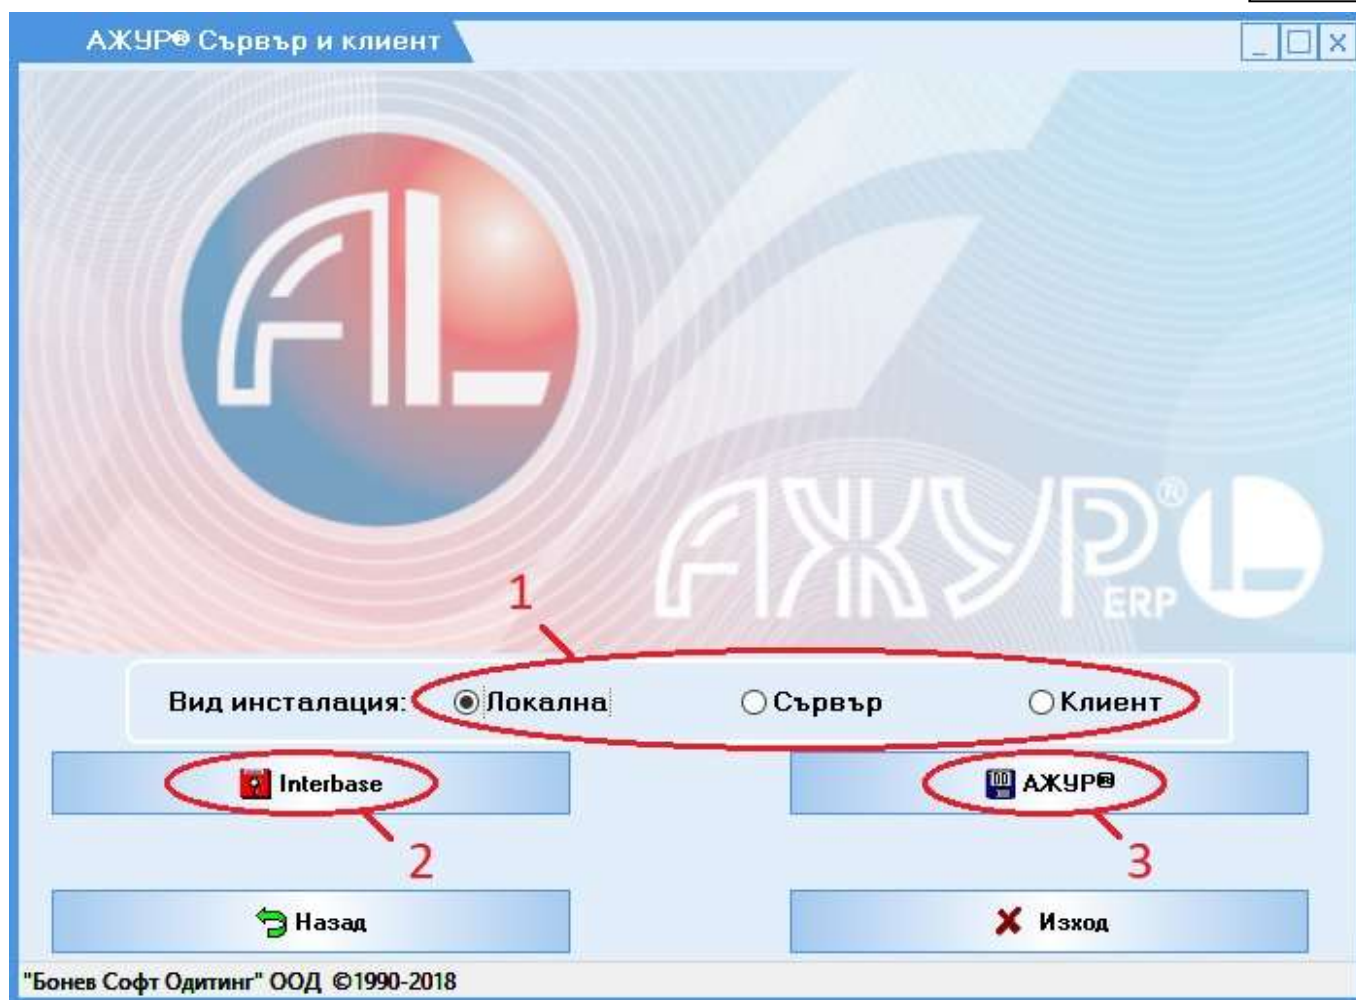 АЖУР® Сървър и клиент
AL
АЖУР® L
ERP
1
Вид инсталация: Локална Сървър Клиент
Interbase АЖУР®
2 3
Назад Изход
"Бонев Софт Одитинг" ООД ©1990-2018